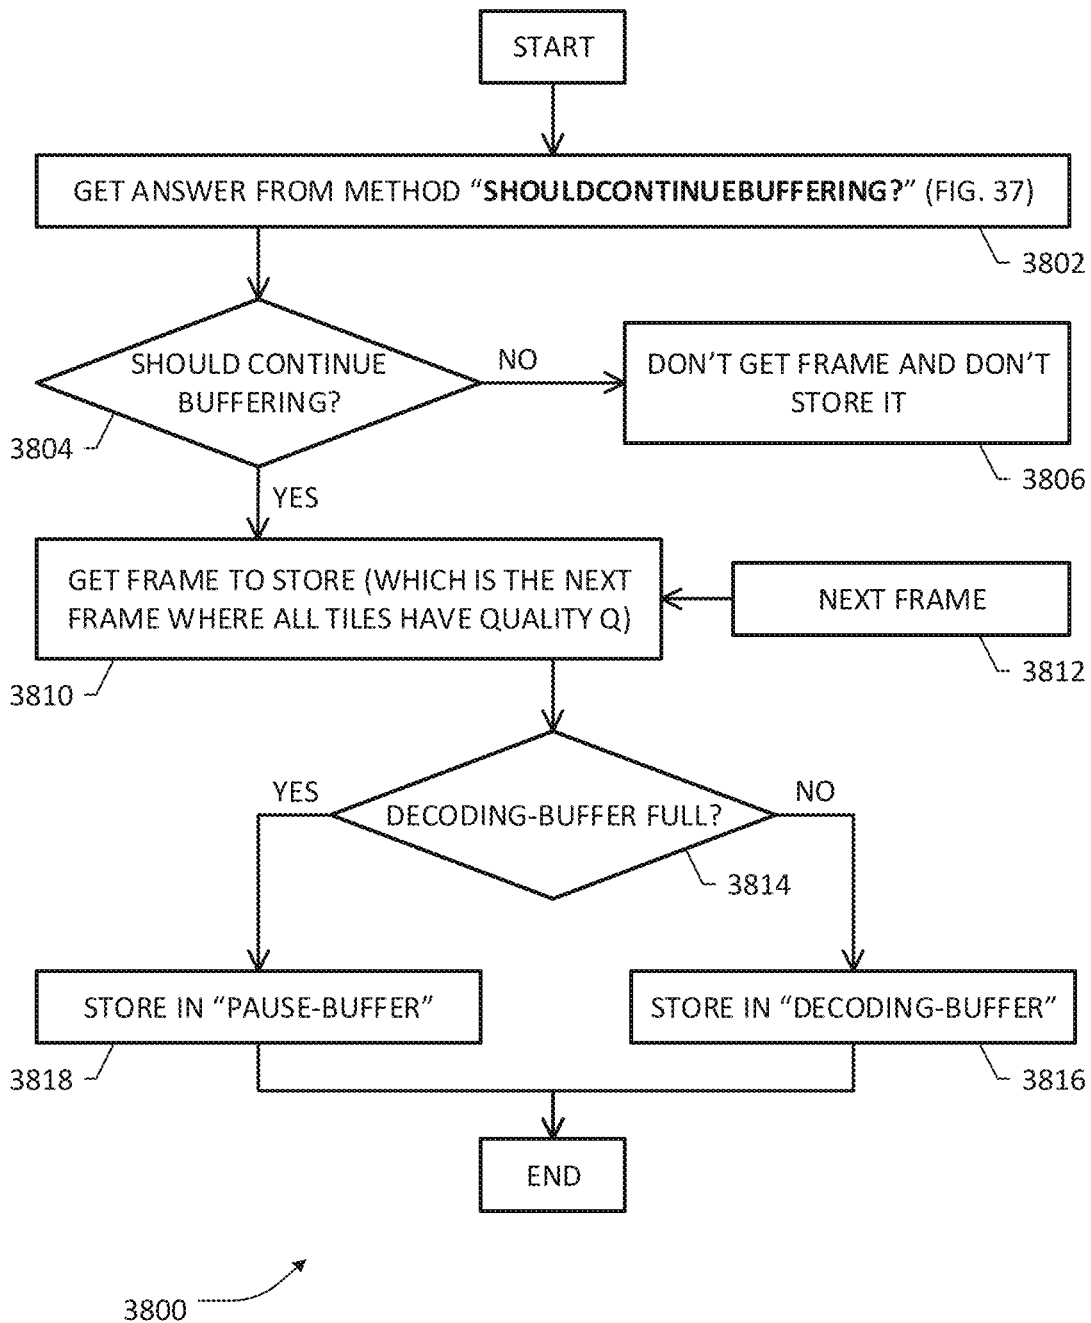 START
GET ANSWER FROM METHOD “SHOULDCONTINUEBUFFERING?” (FIG. 37)
3802
SHOULD CONTINUE
BUFFERING?
3804
NO
DON’T GET FRAME AND DON’T
STORE IT
3806
YES
GET FRAME TO STORE (WHICH IS THE NEXT
FRAME WHERE ALL TILES HAVE QUALITY Q)
3810
NEXT FRAME
3812
DECODING-BUFFER FULL?
3814
YES
NO
STORE IN “PAUSE-BUFFER”
3818
STORE IN “DECODING-BUFFER”
3816
END
3800